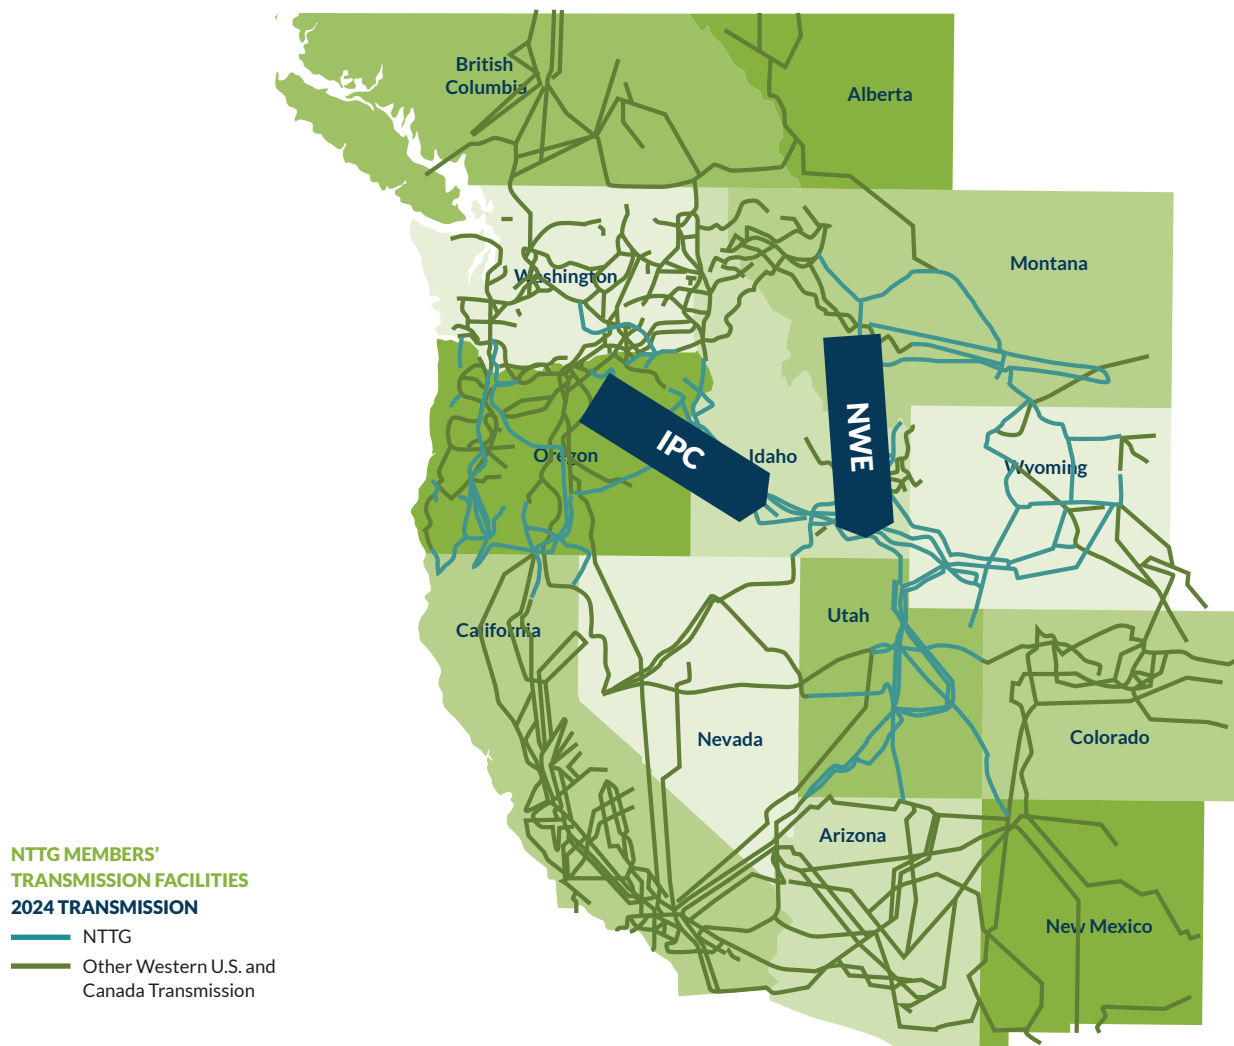 British
Columbia
Alberta
Washington
Montana
NWE
IPC
Oregon
Idaho
Wyoming
Utah
California
Nevada
Colorado
Arizona
New Mexico
NTTG MEMBERS’
TRANSMISSION FACILITIES
2024 TRANSMISSION
NTTG
Other Western U.S. and
Canada Transmission